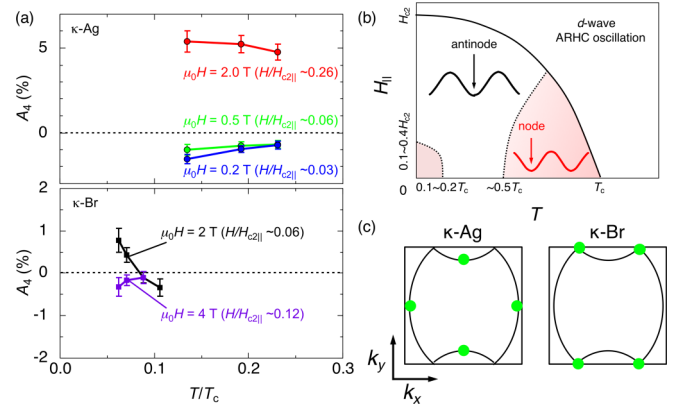 (a)
κ-Ag
5
0
A4 (%)
μ0H = 2.0 T (H/Hc2|| ~0.26)
μ0H = 0.5 T (H/Hc2|| ~0.06)
μ0H = 0.2 T (H/Hc2|| ~0.03)
κ-Br
2
1
0
-1
-2
A4 (%)
μ0H = 2 T (H/Hc2|| ~0.06)
μ0H = 4 T (H/Hc2|| ~0.12)
0.0 0.1 0.2 0.3
T/Tc
(b)
Hc2
H||
0.1~0.4Hc2
0
d-wave
ARHC oscillation
antinode
node
0.1~0.2Tc ~0.5Tc Tc
T
(c)
κ-Ag κ-Br
ky
kx